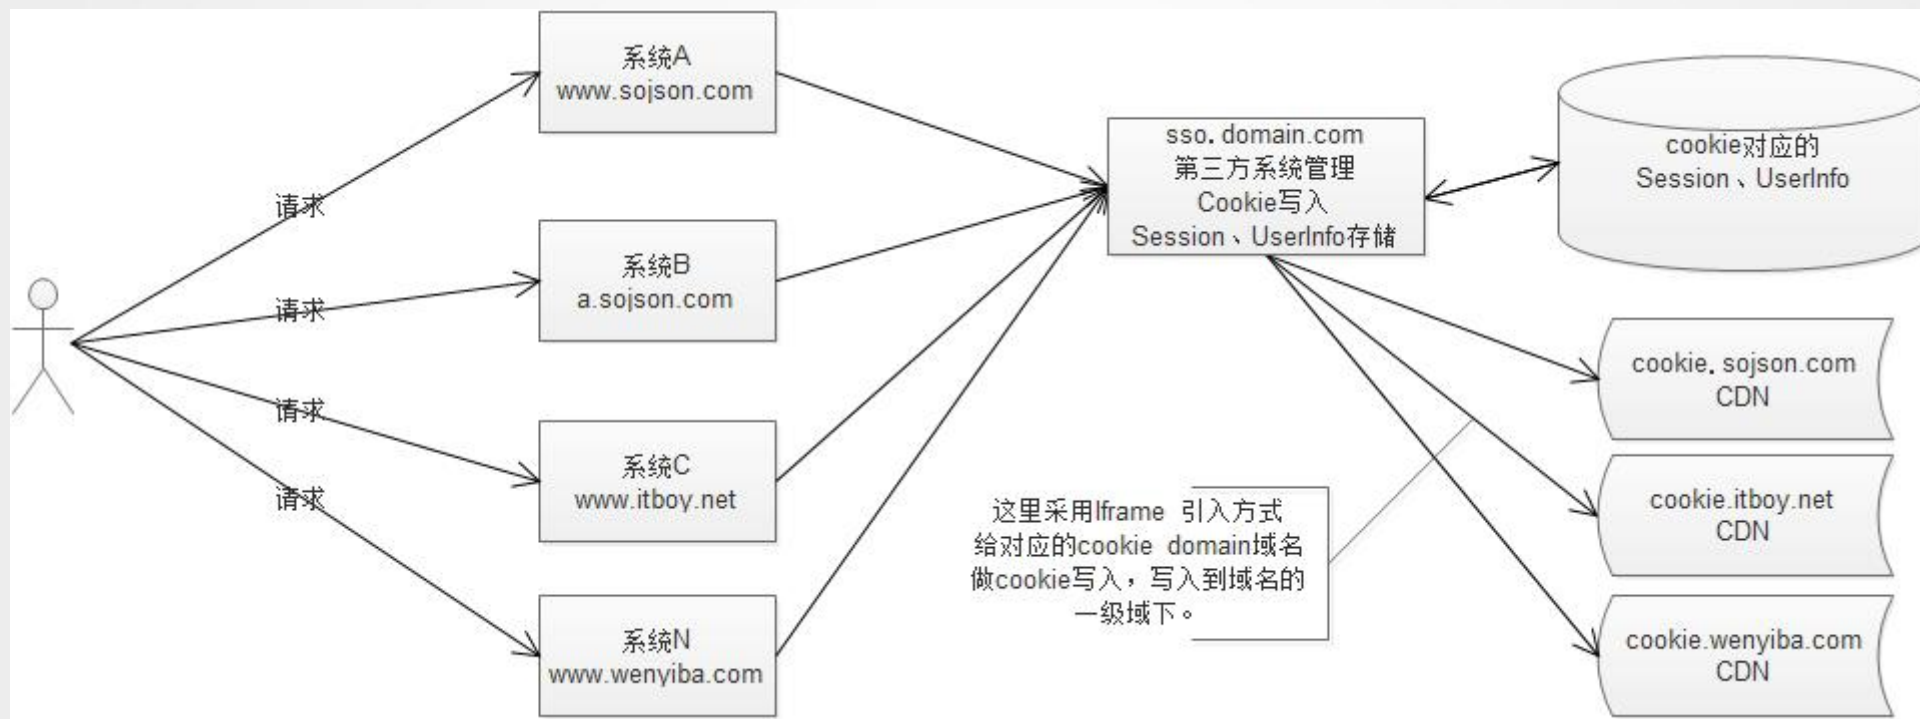 系统A
www.sojson.com
请求
系统B
a.sojson.com
请求
系统C
www.itboy.net
请求
系统N
www.wenyiba.com
请求
sso.domain.com
第三方系统管理
Cookie写入
Session、UserInfo存储
cookie对应的
Session、UserInfo
cookie.sojson.com
CDN
cookie.itboy.net
CDN
cookie.wenyiba.com
CDN
这里采用Iframe 引入方式
给对应的cookie domain域名
做cookie写入，写入到域名的
一级域下。